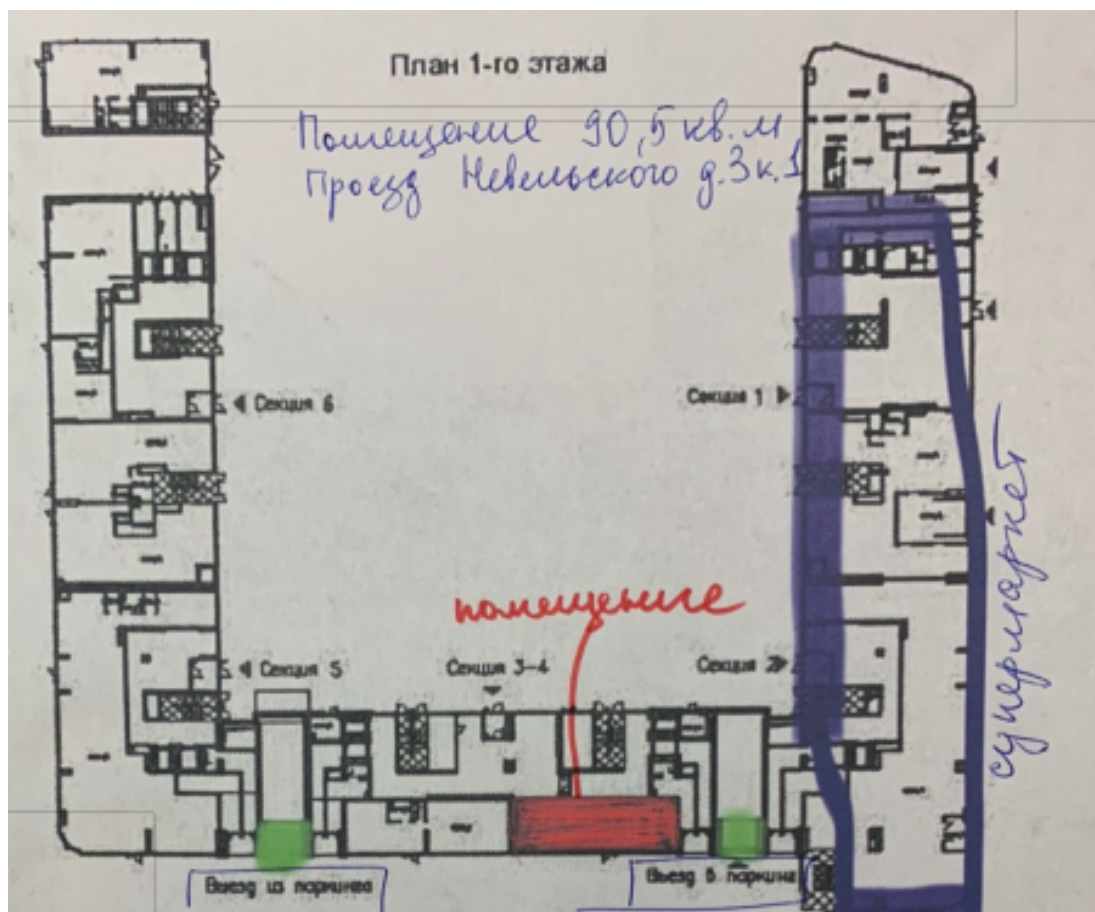 План 1-го этажа
Помещение 90,5 кв.м
Проезд Невельского д.3 к.1
Секция 6
Секция 1
супермаркет
помещение
Секция 5
Секция 3-4
Секция 2
Выезд из паркинга
Въезд в паркинг